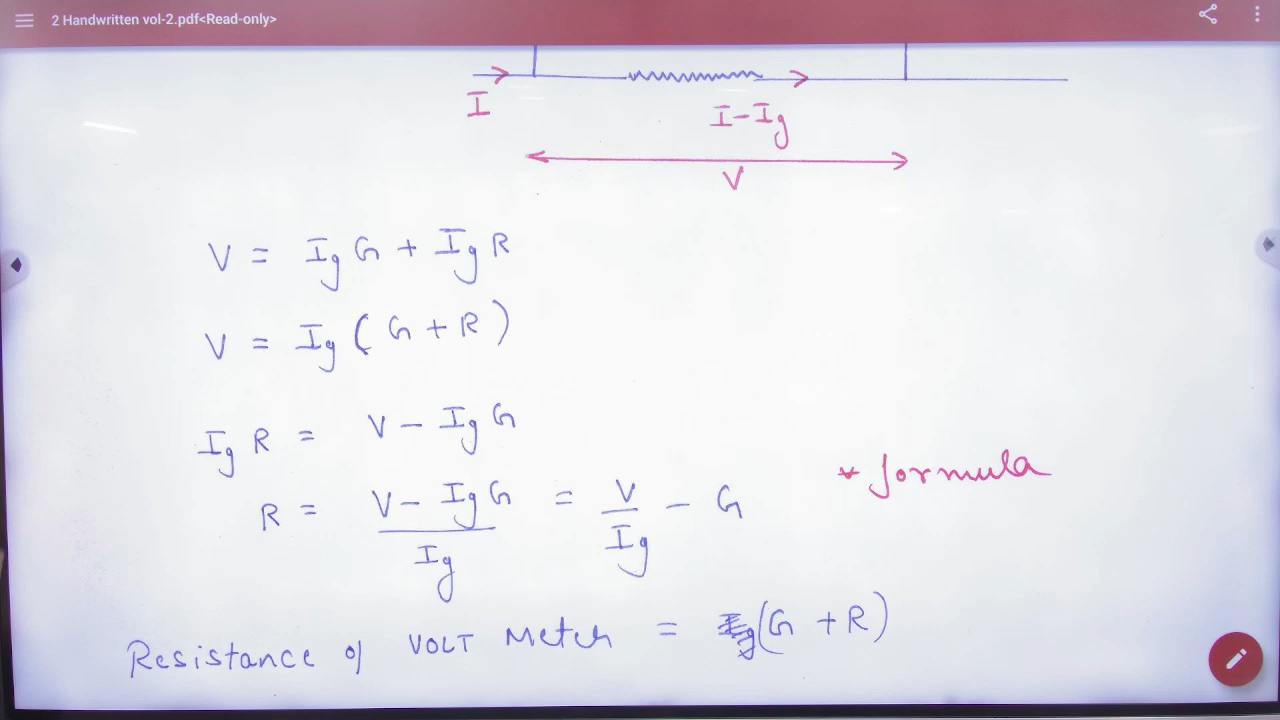 2 Handwritten vol-2.pdf<Read-only>
I
I-Ig
V
V = Ig G + Ig R
V = Ig (G + R)
Ig R = V - Ig G
R = V - Ig G / Ig = V / Ig - G
* formula
Resistance of VOLT Meter = (G + R)